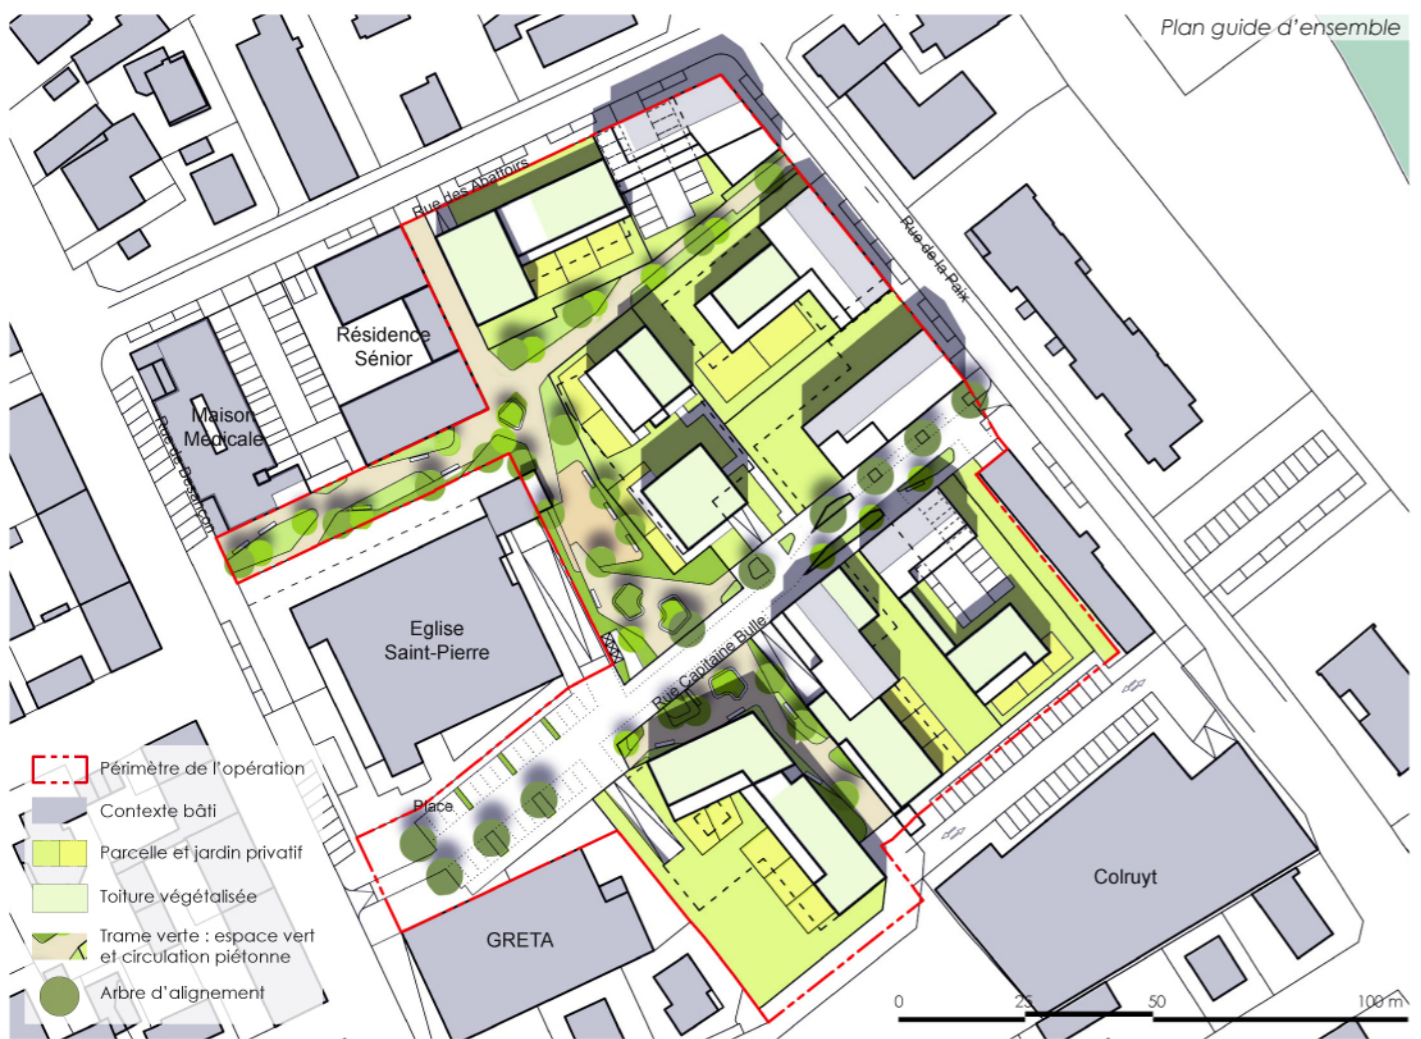 Plan guide d'ensemble
Rue des Abattoirs
Rue de la Paix
Résidence
Sénior
Maison
Médicale
Rue de Besançon
Eglise
Saint-Pierre
Rue Capitaine Bulle
Place
Colruyt
GRETA
Périmètre de l'opération
Contexte bâti
Parcelle et jardin privatif
Toiture végétalisée
Trame verte : espace vert
et circulation piétonne
Arbre d'alignement
0 25 50 100 m